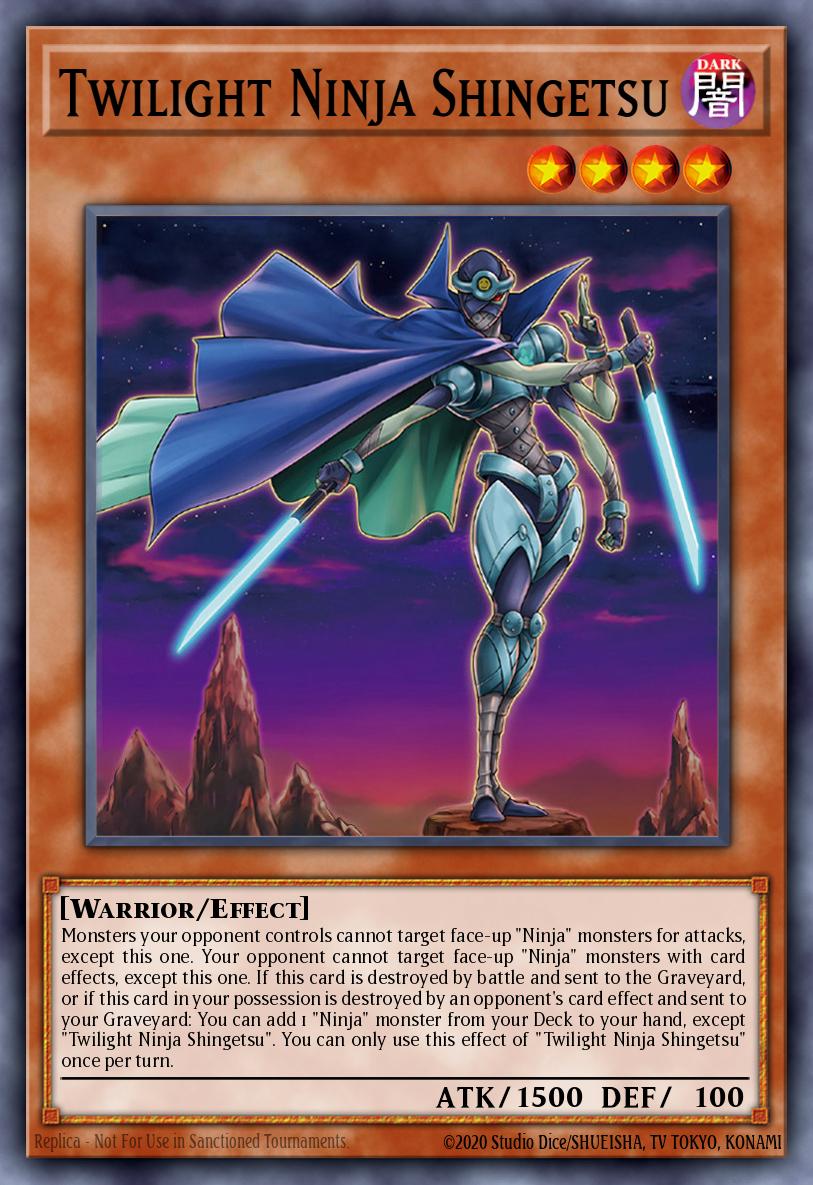 Twilight Ninja Shingetsu
DARK
闇
[Warrior/Effect]
Monsters your opponent controls cannot target face-up "Ninja" monsters for attacks,
except this one. Your opponent cannot target face-up "Ninja" monsters with card
effects, except this one. If this card is destroyed by battle and sent to the Graveyard,
or if this card in your possession is destroyed by an opponent's card effect and sent to
your Graveyard: You can add 1 "Ninja" monster from your Deck to your hand, except
"Twilight Ninja Shingetsu". You can only use this effect of "Twilight Ninja Shingetsu"
once per turn.
ATK/1500 DEF/ 100
Replica - Not For Use in Sanctioned Tournaments.
©2020 Studio Dice/SHUEISHA, TV TOKYO, KONAMI